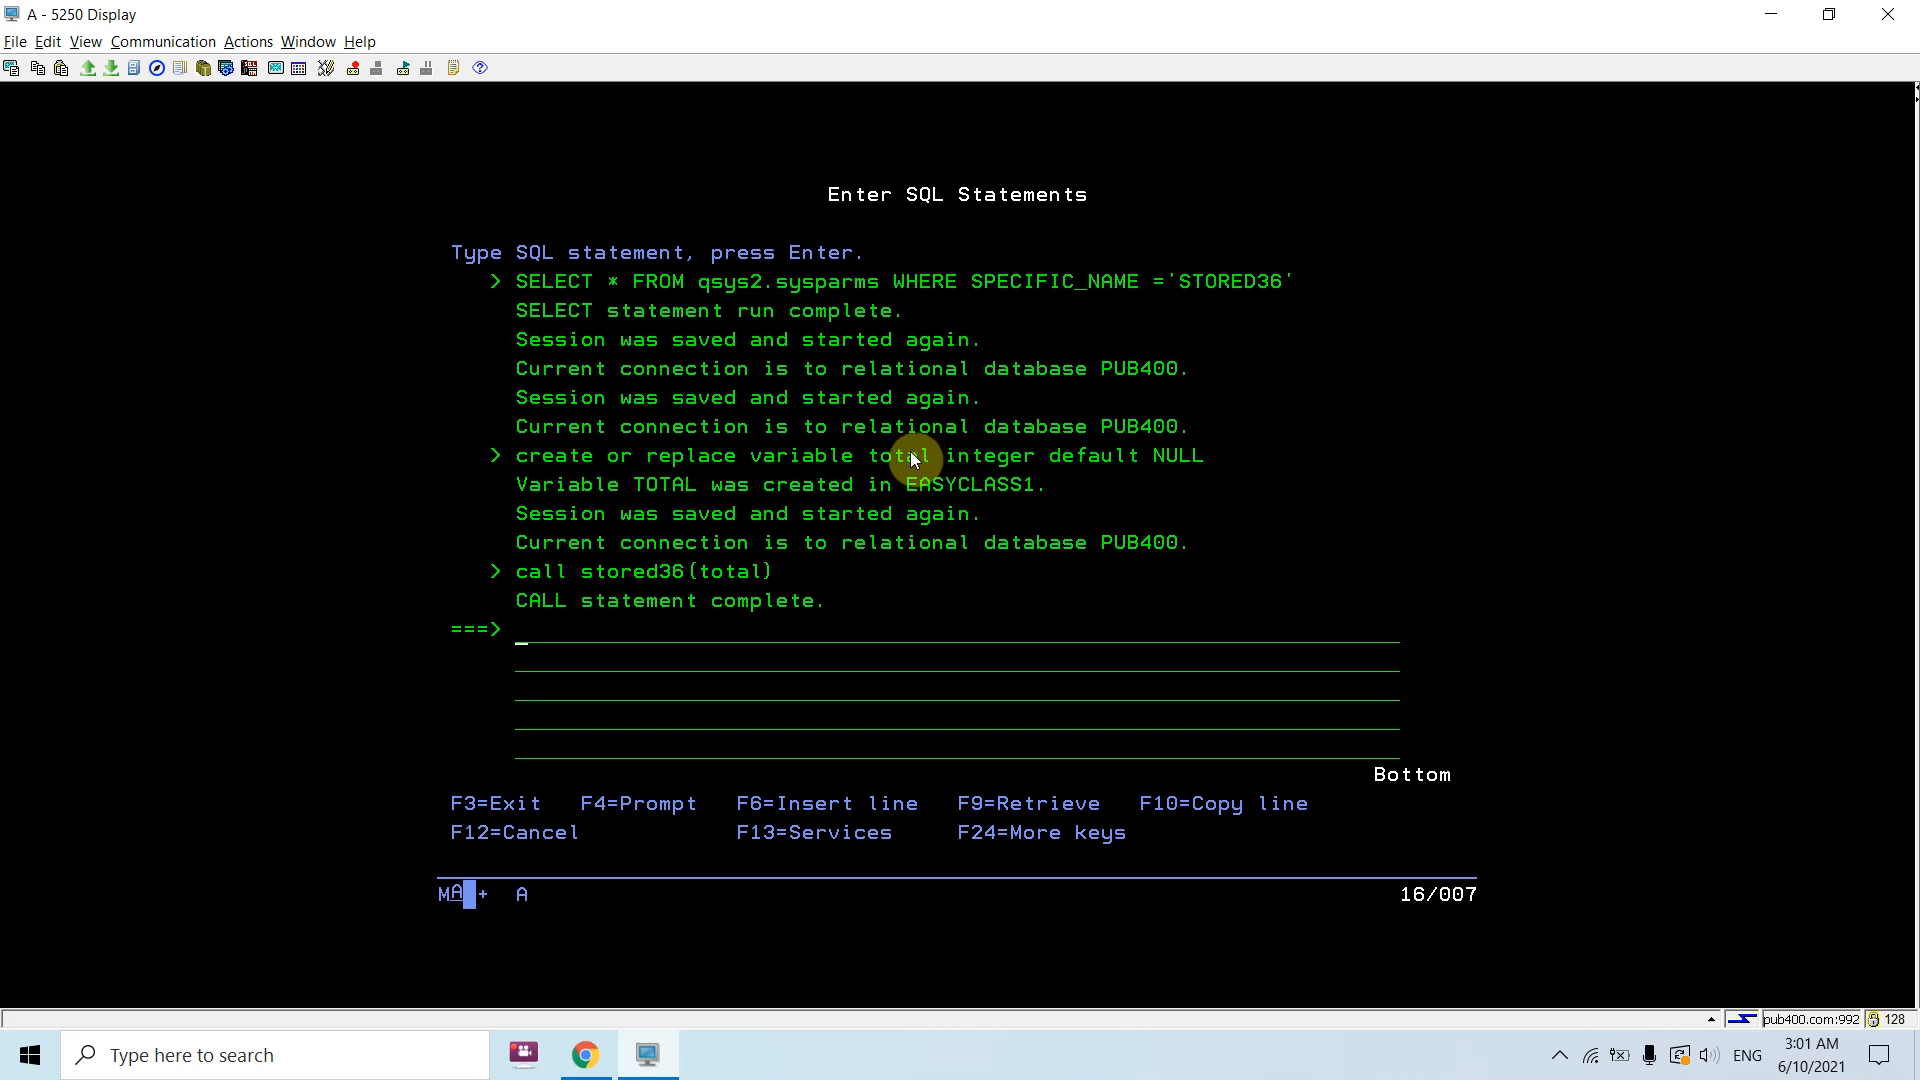 A - 5250 Display
File Edit View Communication Actions Window Help
Enter SQL Statements
Type SQL statement, press Enter.
> SELECT * FROM qsys2.sysparms WHERE SPECIFIC_NAME ='STORED36'
SELECT statement run complete.
Session was saved and started again.
Current connection is to relational database PUB400.
Session was saved and started again.
Current connection is to relational database PUB400.
> create or replace variable total integer default NULL
Variable TOTAL was created in EASYCLASS1.
Session was saved and started again.
Current connection is to relational database PUB400.
> call stored36(total)
CALL statement complete.
===>
Bottom
F3=Exit F4=Prompt F6=Insert line F9=Retrieve F10=Copy line
F12=Cancel F13=Services F24=More keys
MA + A 16/007
pub400.com:992 128
Type here to search
ENG
3:01 AM
6/10/2021